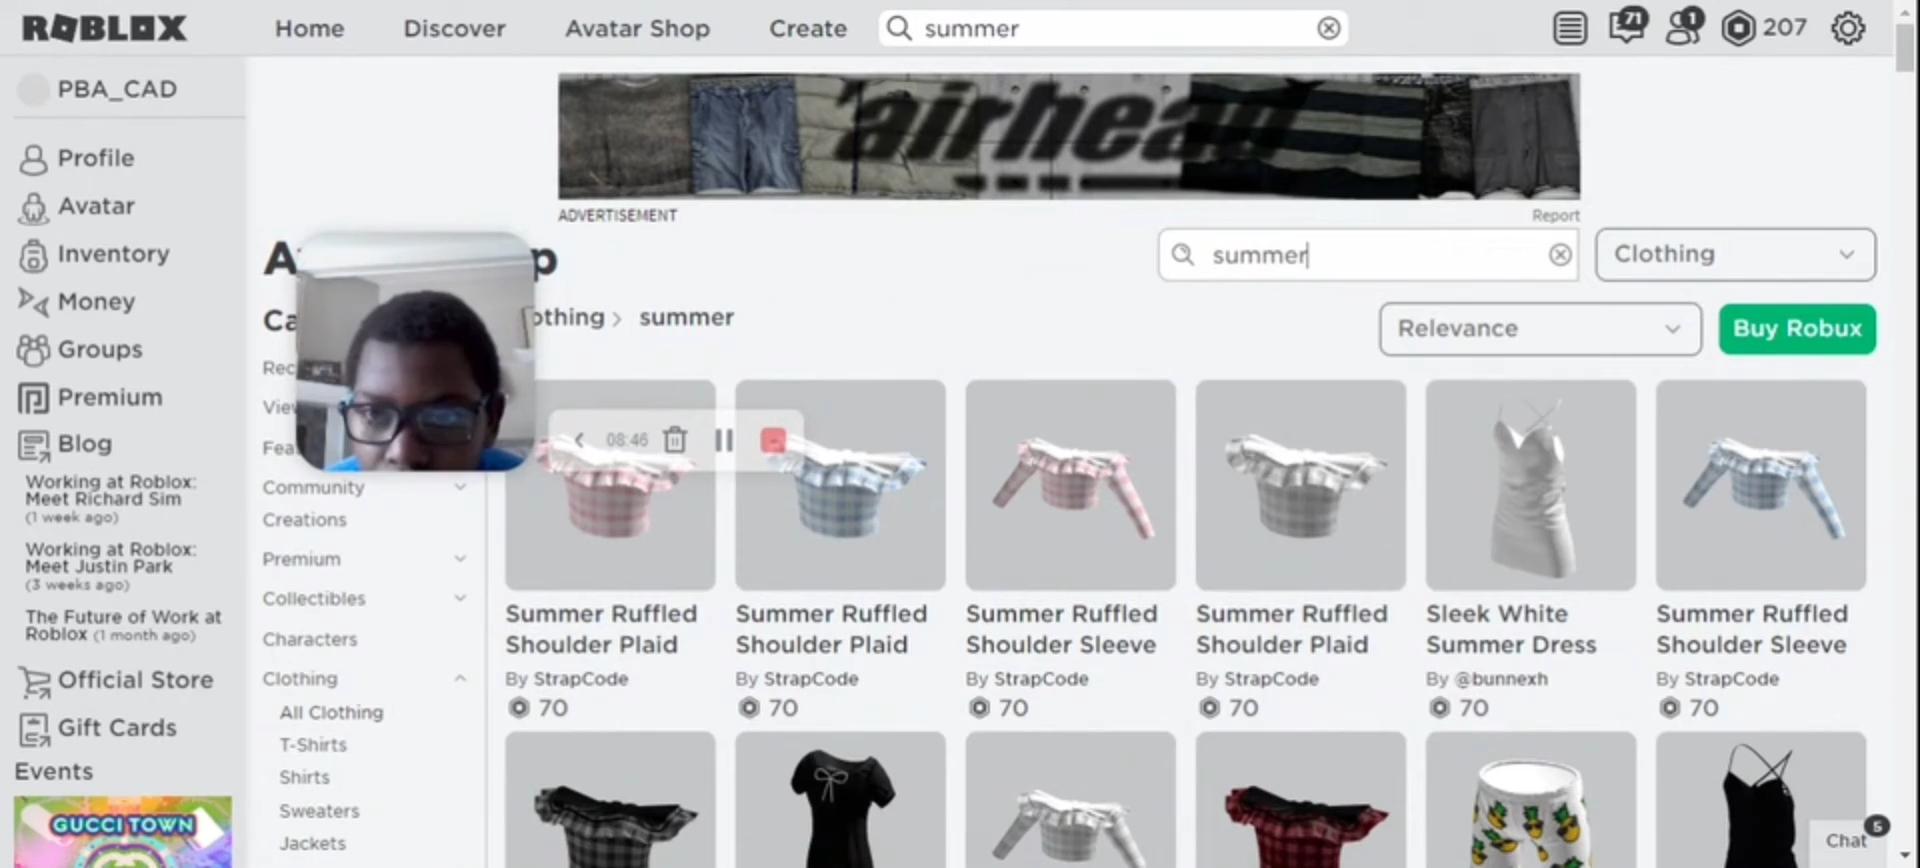 ROBLOX
Home
Discover
Avatar Shop
Create
summer
71
1
207
PBA_CAD
Profile
Avatar
Inventory
Money
Groups
Premium
Blog
Working at Roblox:
Meet Richard Sim
(1 week ago)
Working at Roblox:
Meet Justin Park
(3 weeks ago)
The Future of Work at
Roblox (1 month ago)
Official Store
Gift Cards
Events
GUCCI TOWN
airhead
ADVERTISEMENT
Report
summer
Clothing
summer
Relevance
Buy Robux
08:46
Community
Creations
Premium
Collectibles
Characters
Clothing
All Clothing
T-Shirts
Shirts
Sweaters
Jackets
Summer Ruffled
Shoulder Plaid
By StrapCode
70
Summer Ruffled
Shoulder Plaid
By StrapCode
70
Summer Ruffled
Shoulder Sleeve
By StrapCode
70
Summer Ruffled
Shoulder Plaid
By StrapCode
70
Sleek White
Summer Dress
By @bunnexh
70
Summer Ruffled
Shoulder Sleeve
By StrapCode
70
Chat
5